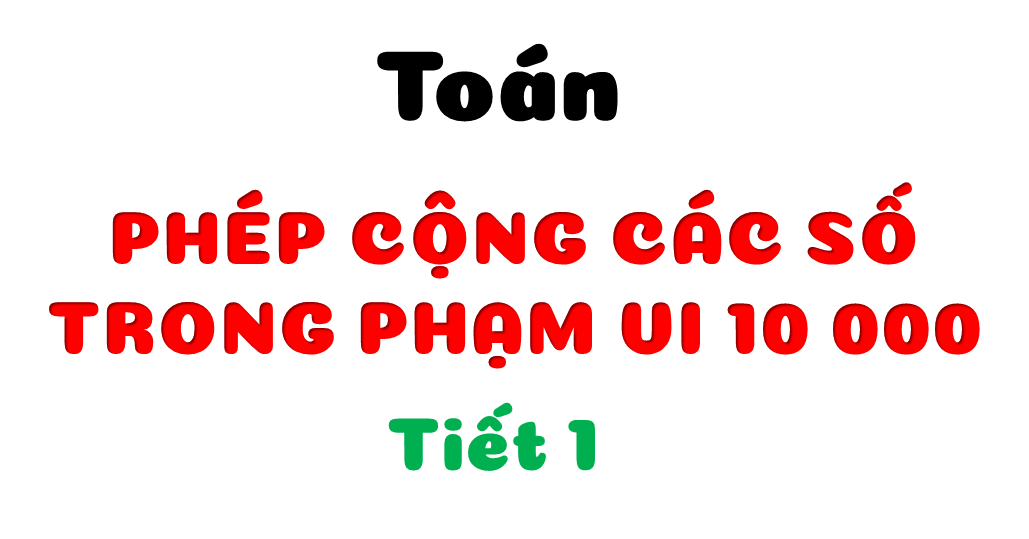 Toán
PHÉP CỘNG CÁC SỐ
TRONG PHẠM UI 10 000
Tiết 1